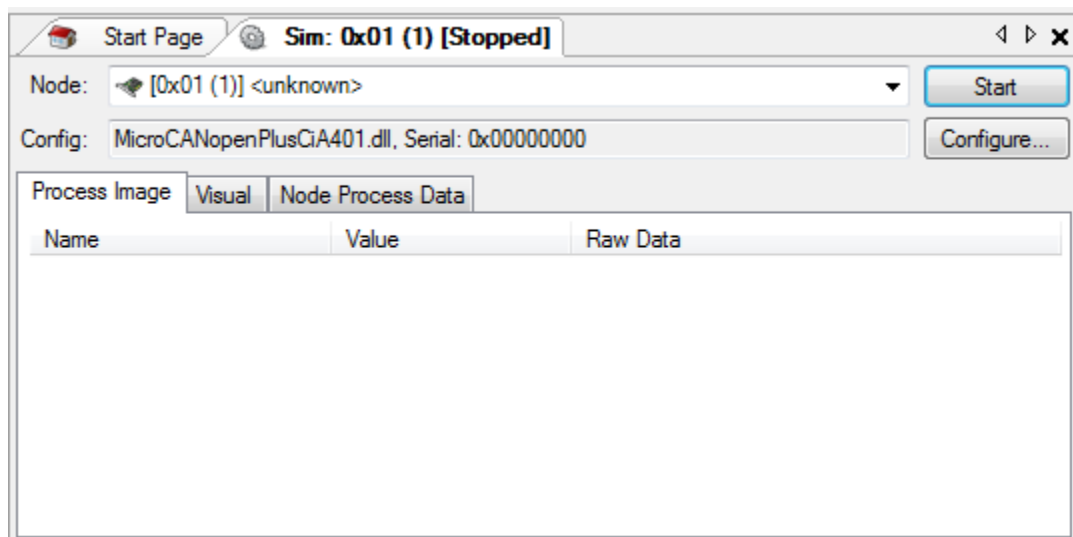 Start Page Sim: 0x01 (1) [Stopped]
Node: [0x01 (1)] <unknown> Start
Config: MicroCANopenPlusCiA401.dll, Serial: 0x00000000 Configure...
Process Image Visual Node Process Data
Name Value Raw Data